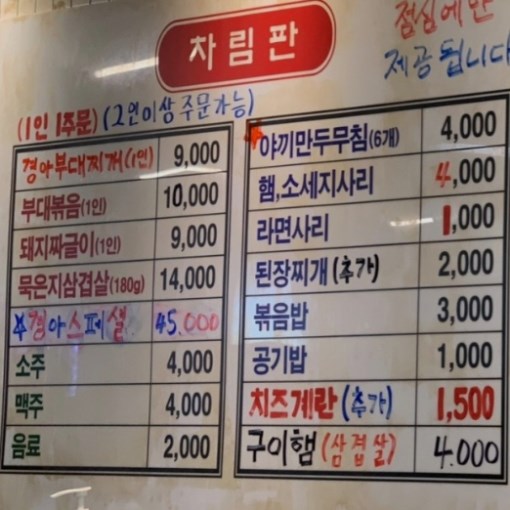 차림판
점심에만
제공됩니다
(1인 1주문) (2인이상 주문가능)
경아부대찌개(1인) 9,000
부대볶음(1인) 10,000
돼지짜글이(1인) 9,000
묵은지삼겹살(180g) 14,000
부경아스페셜 45.000
소주 4,000
맥주 4,000
음료 2,000
야끼만두무침(6개) 4,000
햄,소세지사리 4,000
라면사리 1,000
된장찌개(추가) 2,000
볶음밥 3,000
공기밥 1,000
치즈계란(추가) 1,500
구이햄(삼겹살) 4.000